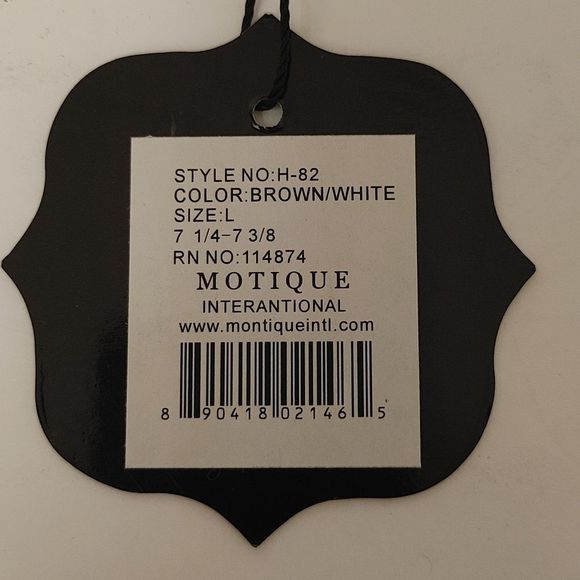 STYLE NO:H-82
COLOR:BROWN/WHITE
SIZE:L
7 1/4-7 3/8
RN NO:114874
MOTIQUE
INTERANTIONAL
www.montiqueintl.com
8 90418 02146 5